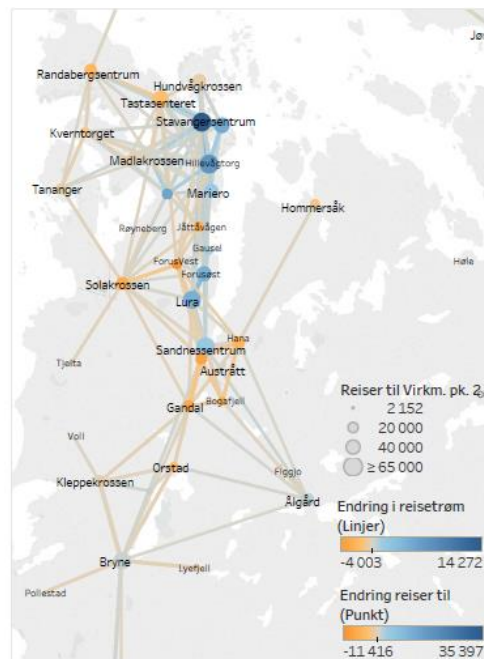 Jø
Randabergsentrum
Hundvågkrossen
Tastasenteret
Stavangersentrum
Kverntorget
Madlakrossen
Hillevågtorg
Tananger
Mariero
Hommersåk
Røyneberg
Jåttåvågen
Gausel
ForusVest
Høle
Forusøst
Solakrossen
Lura
Hana
Sandnessentrum
Tjelta
Austrått
Bogafjell
Gandal
Voll
Orstad
Figgjo
Kleppekrossen
Ålgård
Bryne
Lyefjell
Pollestad
Reiser til Virkm. pk. 2
2 152
20 000
40 000
≥ 65 000
Endring i reisetrøm
(Linjer)
-4 003 14 272
Endring reiser til
(Punkt)
-11 416 35 397